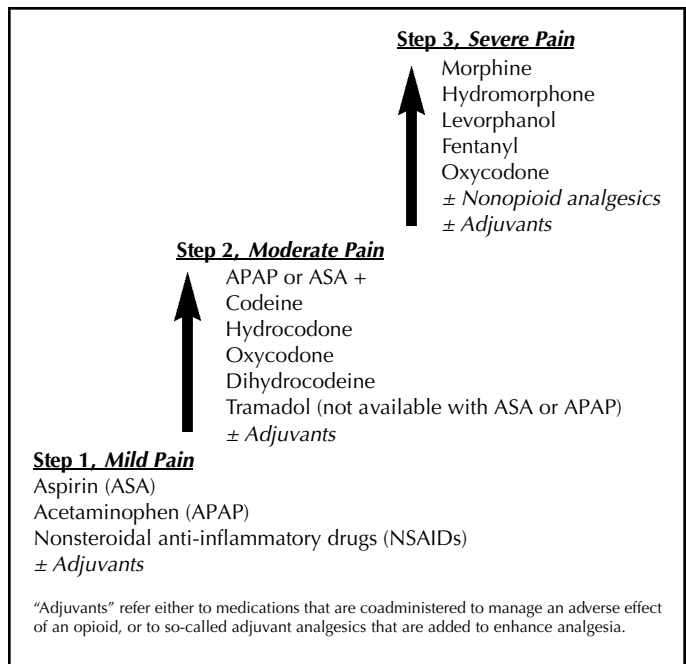 Step 3, Severe Pain
Morphine
Hydromorphone
Levorphanol
Fentanyl
Oxycodone
± Nonopioid analgesics
± Adjuvants
Step 2, Moderate Pain
APAP or ASA +
Codeine
Hydrocodone
Oxycodone
Dihydrocodeine
Tramadol (not available with ASA or APAP)
± Adjuvants
Step 1, Mild Pain
Aspirin (ASA)
Acetaminophen (APAP)
Nonsteroidal anti-inflammatory drugs (NSAIDs)
± Adjuvants
“Adjuvants” refer either to medications that are coadministered to manage an adverse effect
of an opioid, or to so-called adjuvant analgesics that are added to enhance analgesia.